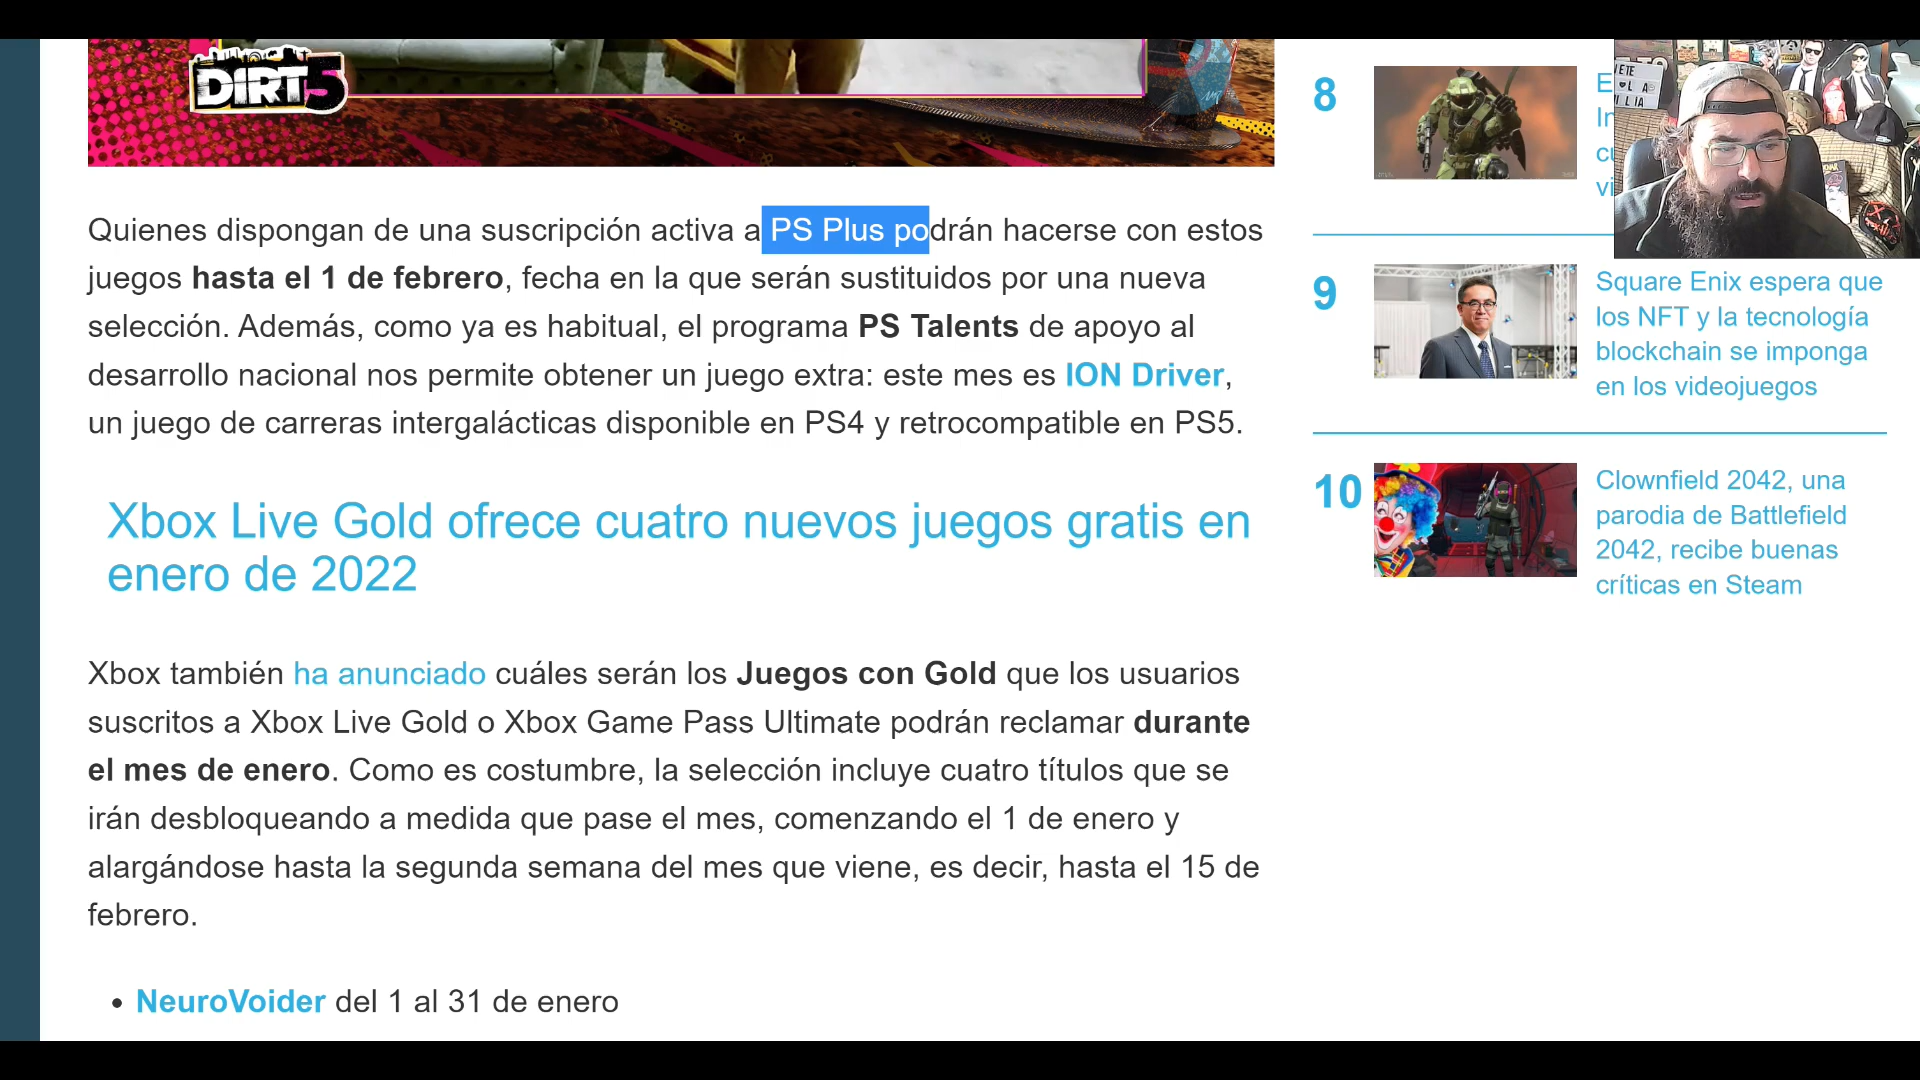 DIRT5
Quienes dispongan de una suscripción activa a PS Plus podrán hacerse con estos
juegos hasta el 1 de febrero, fecha en la que serán sustituidos por una nueva
selección. Además, como ya es habitual, el programa PS Talents de apoyo al
desarrollo nacional nos permite obtener un juego extra: este mes es ION Driver,
un juego de carreras intergalácticas disponible en PS4 y retrocompatible en PS5.
Xbox Live Gold ofrece cuatro nuevos juegos gratis en
enero de 2022
Xbox también ha anunciado cuáles serán los Juegos con Gold que los usuarios
suscritos a Xbox Live Gold o Xbox Game Pass Ultimate podrán reclamar durante
el mes de enero. Como es costumbre, la selección incluye cuatro títulos que se
irán desbloqueando a medida que pase el mes, comenzando el 1 de enero y
alargándose hasta la segunda semana del mes que viene, es decir, hasta el 15 de
febrero.
• NeuroVoider del 1 al 31 de enero
8
9
Square Enix espera que
los NFT y la tecnología
blockchain se imponga
en los videojuegos
10
Clownfield 2042, una
parodia de Battlefield
2042, recibe buenas
críticas en Steam